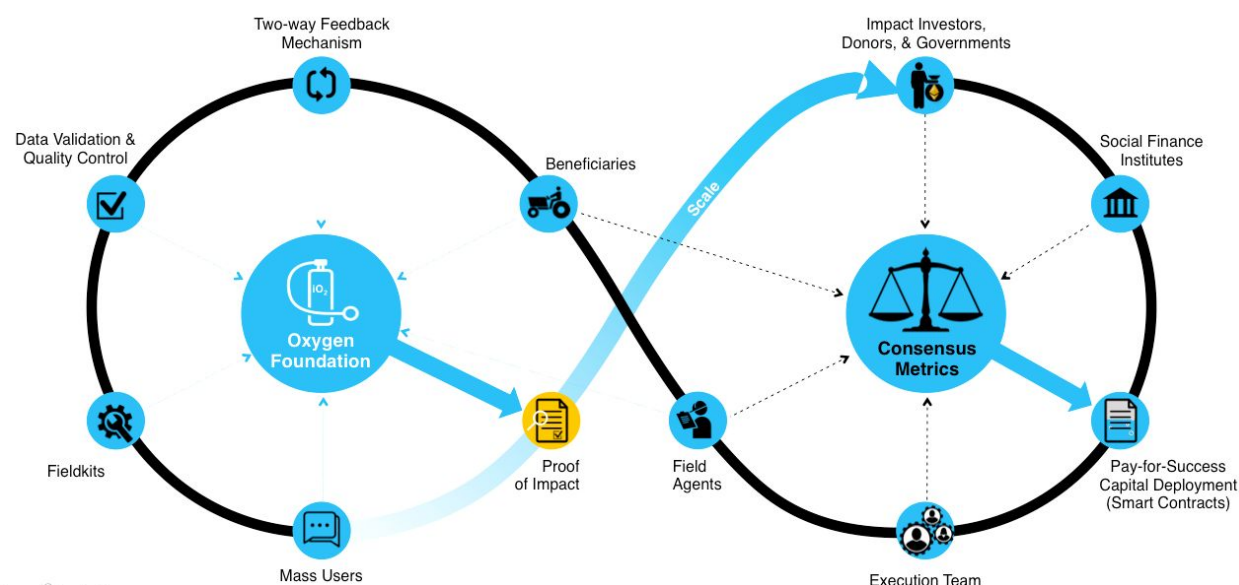 Two-way Feedback
Mechanism
Impact Investors,
Donors, & Governments
Data Validation &
Quality Control
Beneficiaries
Social Finance
Institutes
Scale
iO₂
Oxygen
Foundation
Consensus
Metrics
Fieldkits
Proof
of Impact
Field
Agents
Pay-for-Success
Capital Deployment
(Smart Contracts)
Mass Users
Execution Team